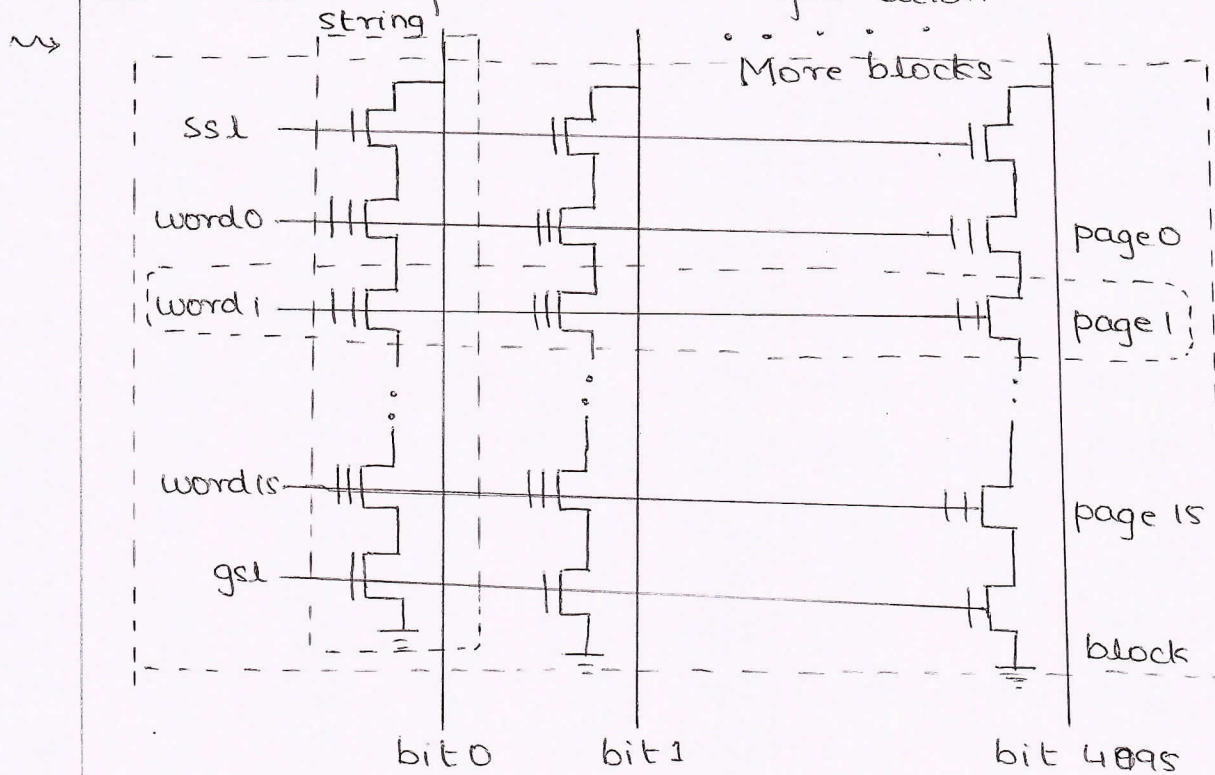 string
More blocks
ssl
word0 page0
word1 page1
word15 page 15
gsl
block
bit0 bit1 bit 4095